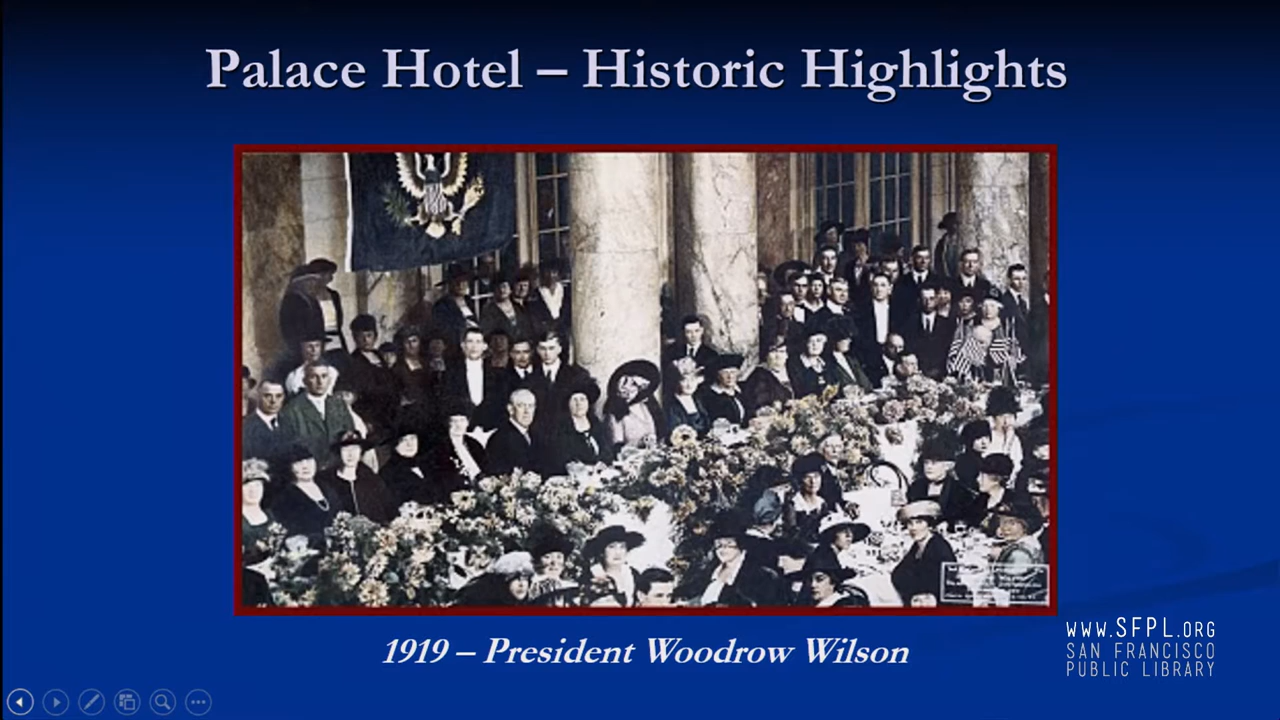 Palace Hotel – Historic Highlights
1919 – President Woodrow Wilson
WWW.SFPL.ORG
SAN FRANCISCO
PUBLIC LIBRARY